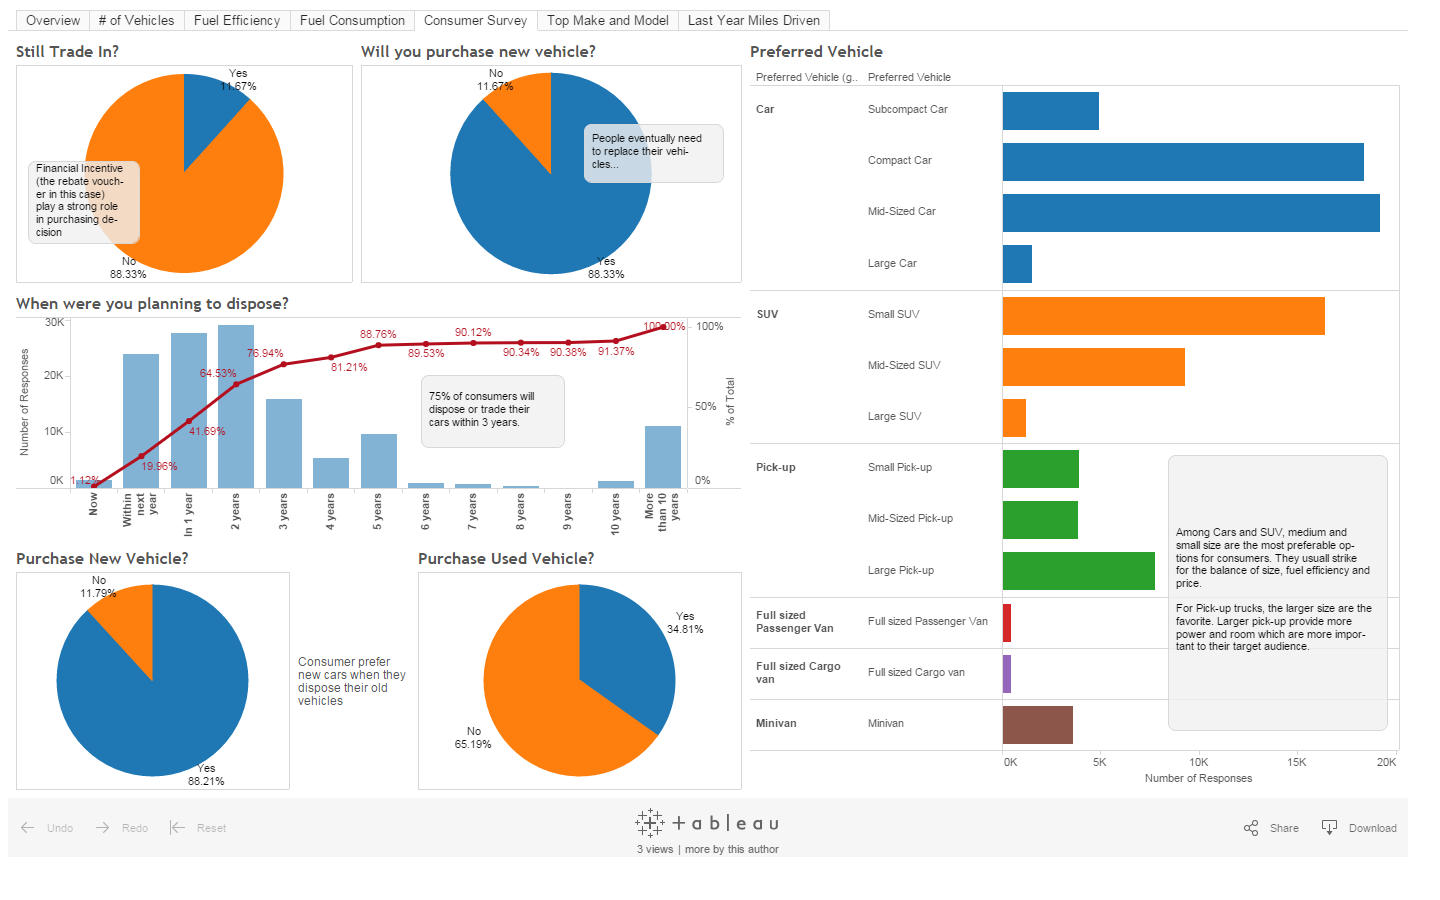 Overview
# of Vehicles
Fuel Efficiency
Fuel Consumption
Consumer Survey
Top Make and Model
Last Year Miles Driven
Still Trade In?
Yes
11.67%
Financial Incentive
(the rebate vouch-
er in this case)
play a strong role
in purchasing de-
cision
No
88.33%
Will you purchase new vehicle?
No
11.67%
People eventually need
to replace their vehi-
cles...
Yes
88.33%
When were you planning to dispose?
Number of Responses
30K
20K
10K
0K
1.12%
19.96%
41.69%
64.53%
76.94%
81.21%
88.76%
89.53%
90.12%
90.34%
90.38%
91.37%
100.00%
75% of consumers will
dispose or trade their
cars within 3 years.
100%
50%
0%
% of Total
Now
Within
next
year
In 1 year
2 years
3 years
4 years
5 years
6 years
7 years
8 years
9 years
10 years
More
than 10
years
Purchase New Vehicle?
No
11.79%
Yes
88.21%
Consumer prefer
new cars when they
dispose their old
vehicles
Purchase Used Vehicle?
Yes
34.81%
No
65.19%
Preferred Vehicle
Preferred Vehicle (g..
Preferred Vehicle
Car
Subcompact Car
Compact Car
Mid-Sized Car
Large Car
SUV
Small SUV
Mid-Sized SUV
Large SUV
Pick-up
Small Pick-up
Mid-Sized Pick-up
Large Pick-up
Full sized
Passenger Van
Full sized Passenger Van
Full sized Cargo
van
Full sized Cargo van
Minivan
Minivan
Among Cars and SUV, medium and
small size are the most preferable op-
tions for consumers. They usuall strike
for the balance of size, fuel efficiency and
price.
For Pick-up trucks, the larger size are the
favorite. Larger pick-up provide more
power and room which are more impor-
tant to their target audience.
0K
5K
10K
15K
20K
Number of Responses
Undo
Redo
Reset
tableau
3 views | more by this author
Share
Download